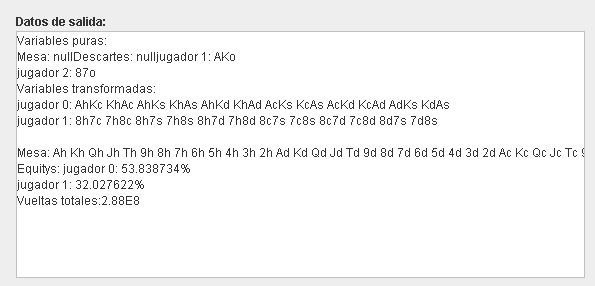 Datos de salida:
Variables puras:
Mesa: nullDescartes: nulljugador 1: AKo
jugador 2: 87o
Variables transformadas:
jugador 0: AhKc KhAc AhKs KhAs AhKd KhAd AcKs KcAs AcKd KcAd AdKs KdAs
jugador 1: 8h7c 7h8c 8h7s 7h8s 8h7d 7h8d 8c7s 7c8s 8c7d 7c8d 8d7s 7d8s
Mesa: Ah Kh Qh Jh Th 9h 8h 7h 6h 5h 4h 3h 2h Ad Kd Qd Jd Td 9d 8d 7d 6d 5d 4d 3d 2d Ac Kc Qc Jc Tc
Equitys: jugador 0: 53.838734%
jugador 1: 32.027622%
Vueltas totales:2.88E8